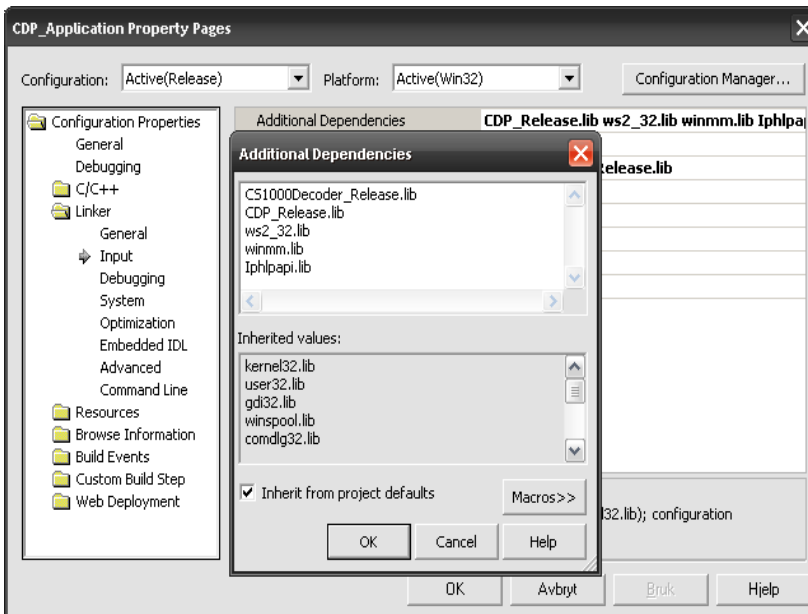 CDP_Application Property Pages
Configuration: Active(Release) Platform: Active(Win32) Configuration Manager...
Configuration Properties
General
Debugging
C/C++
Linker
General
Input
Debugging
System
Optimization
Embedded IDL
Advanced
Command Line
Resources
Browse Information
Build Events
Custom Build Step
Web Deployment
Additional Dependencies CDP_Release.lib ws2_32.lib winmm.lib Iphlpa
Release.lib
Additional Dependencies
CS1000Decoder_Release.lib
CDP_Release.lib
ws2_32.lib
winmm.lib
Iphlpapi.lib
Inherited values:
kernel32.lib
user32.lib
gdi32.lib
winspool.lib
comdlg32.lib
Inherit from project defaults
Macros>>
OK Cancel Help
l32.lib); configuration
OK Avbryt Bruk Hjelp